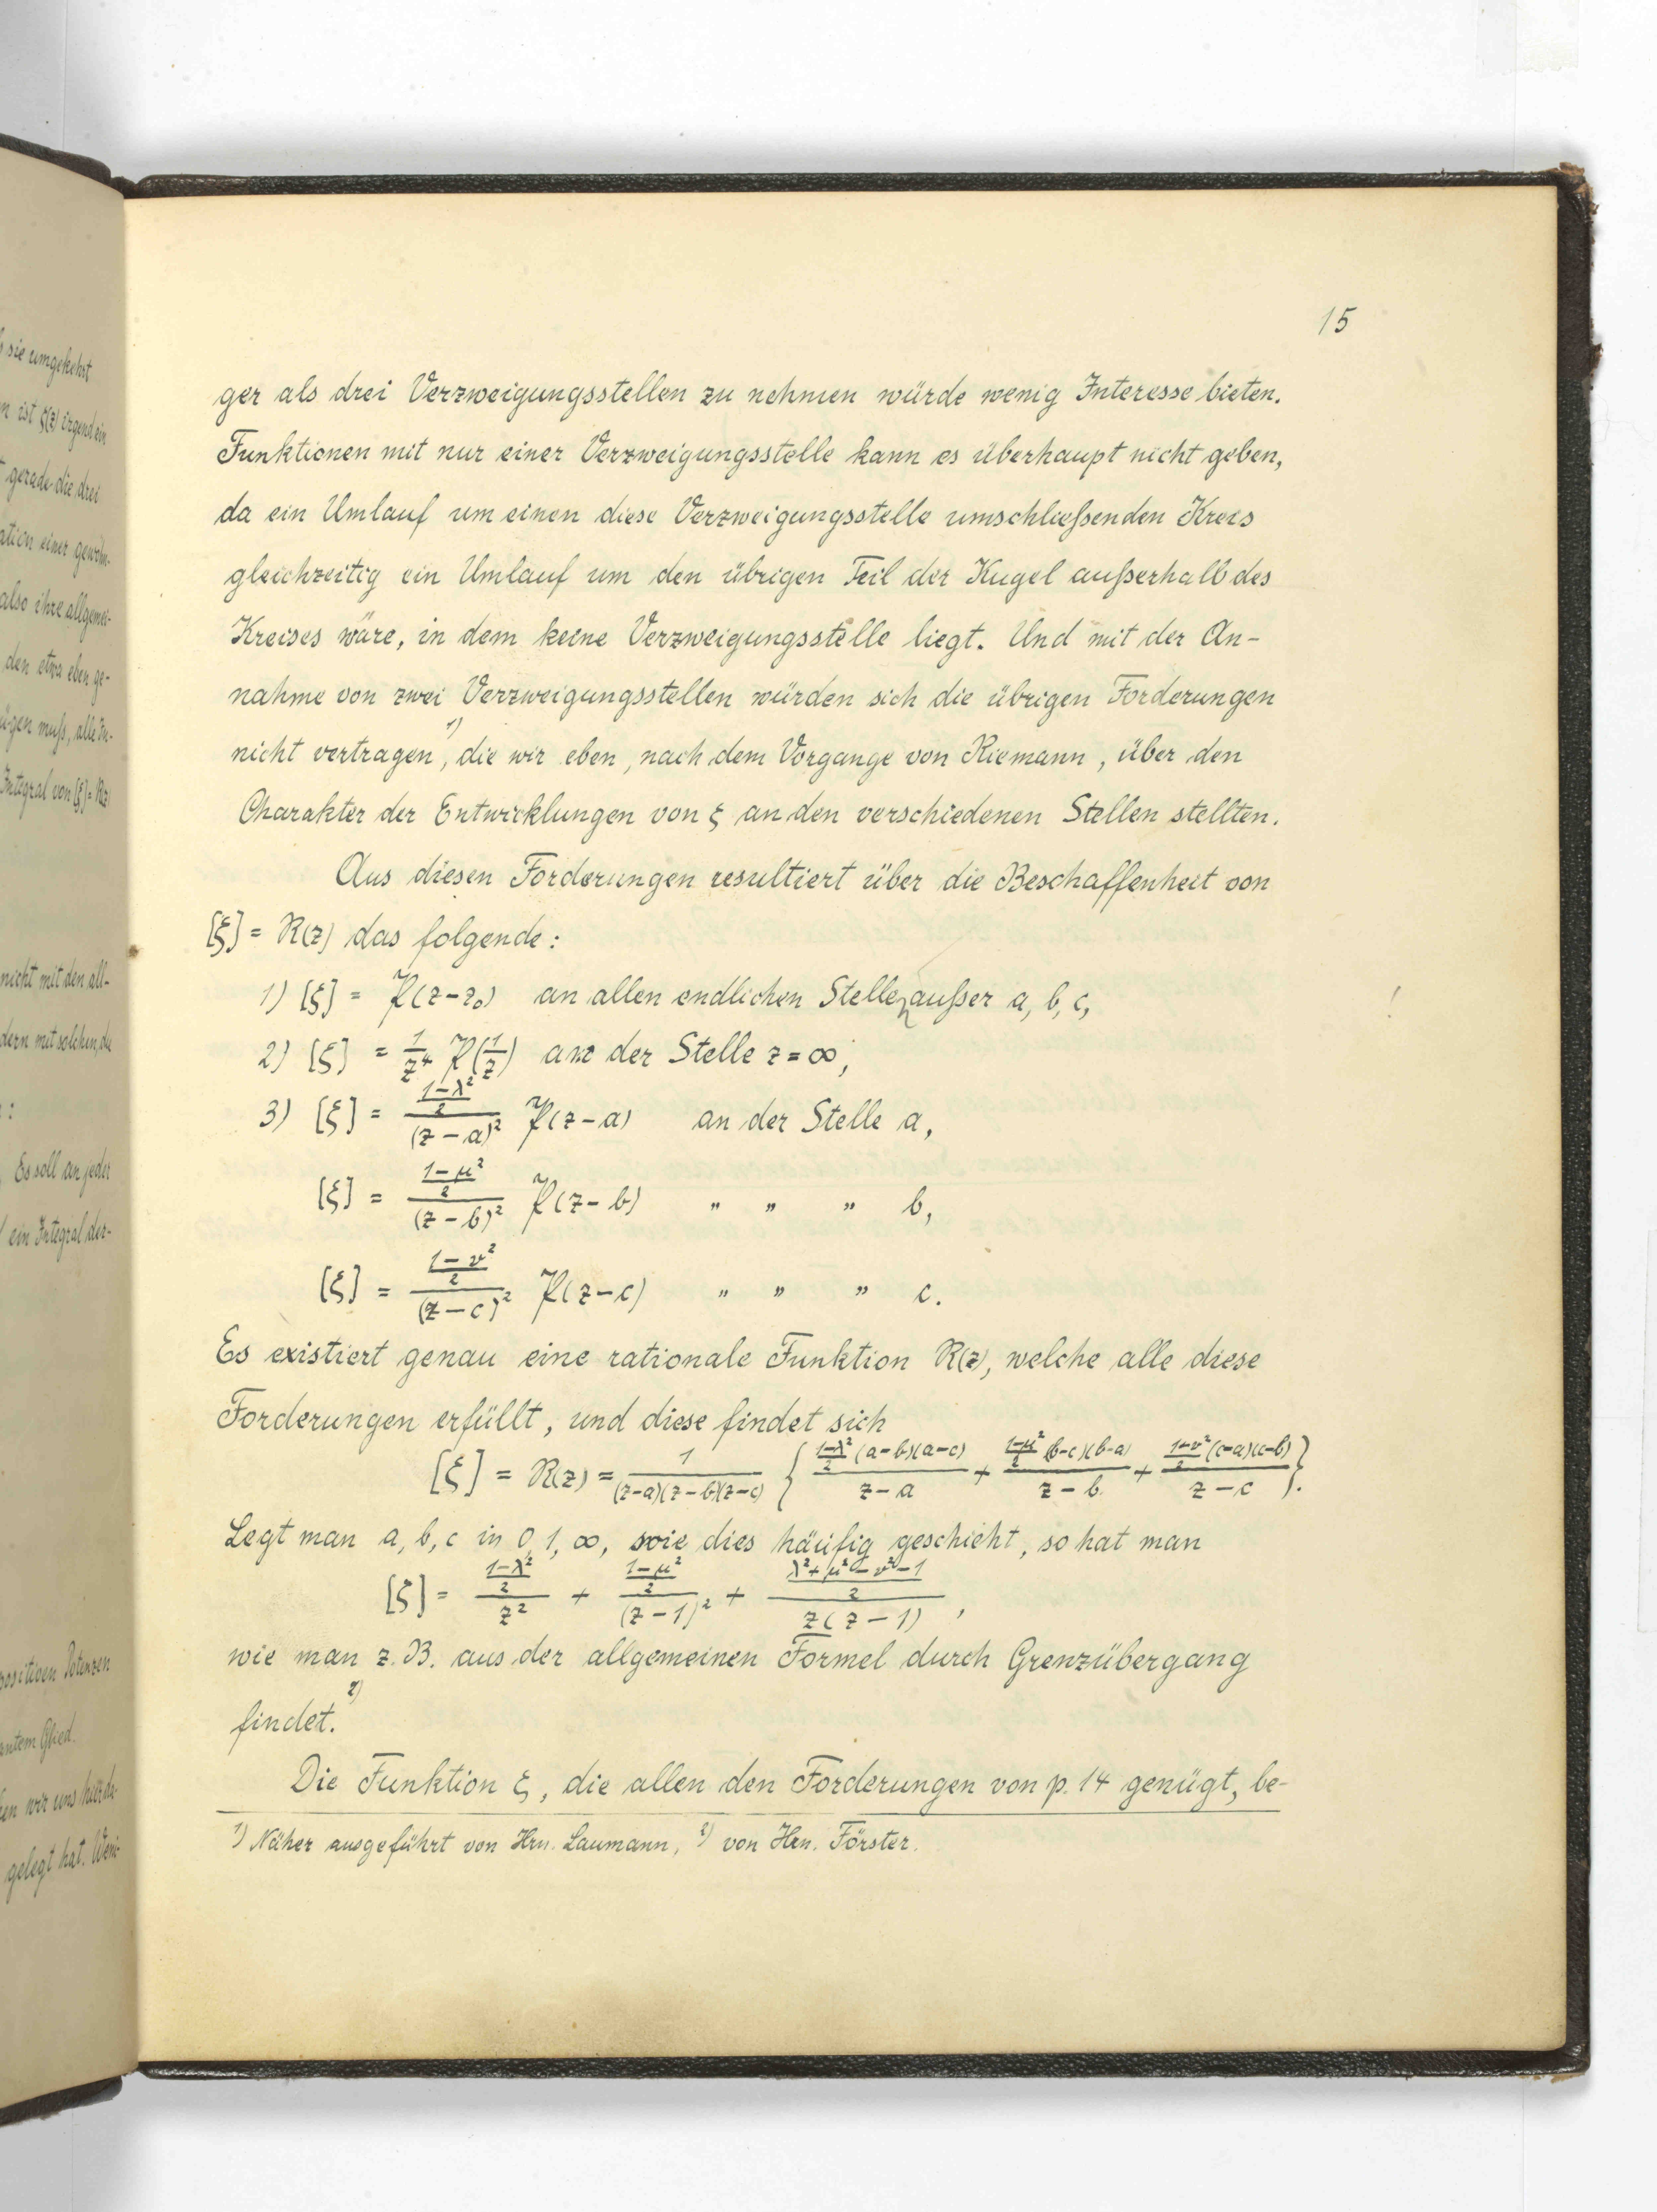 15
ger als drei Verzweigungsstellen zu nehmen würde wenig Interesse bieten.
Funktionen mit nur einer Verzweigungsstelle kann es überhaupt nicht geben,
da ein Umlauf um einen diese Verzweigungsstelle umschließenden Kreis
gleichzeitig ein Umlauf um den übrigen Teil der Kugel außerhalb des
Kreises wäre, in dem keine Verzweigungsstelle liegt. Und mit der An-
nahme von zwei Verzweigungsstellen würden sich die übrigen Forderungen
nicht vertragen¹⁾, die wir eben, nach dem Vorgange von Riemann, über den
Charakter der Entwicklungen von ξ an den verschiedenen Stellen stellten.
Aus diesen Forderungen resultiert über die Beschaffenheit von
[ξ] = R(z) das folgende:
1) [ξ] = 𝔓(z-z₀) an allen endlichen Stellen außer a, b, c,
2) [ξ] = 1/z⁴ 𝔓(1/z) an der Stelle z = ∞,
3) [ξ] = ((1-λ²)/2)/(z-a)² 𝔓(z-a) an der Stelle a,
[ξ] = ((1-μ²)/2)/(z-b)² 𝔓(z-b) " " " b,
[ξ] = ((1-ν²)/2)/(z-c)² 𝔓(z-c) " " " c.
Es existiert genau eine rationale Funktion R(z), welche alle diese
Forderungen erfüllt, und diese findet sich
[ξ] = R(z) = 1/((z-a)(z-b)(z-c)) { ((1-λ²)/2 (a-b)(a-c))/(z-a) + ((1-μ²)/2 (b-c)(b-a))/(z-b) + ((1-ν²)/2 (c-a)(c-b))/(z-c) }.
Legt man a, b, c in 0, 1, ∞, wie dies häufig geschieht, so hat man
[ξ] = ((1-λ²)/2)/z² + ((1-μ²)/2)/(z-1)² + ((λ²+μ²-ν²-1)/2)/(z(z-1)),
wie man z. B. aus der allgemeinen Formel durch Grenzübergang
findet.²⁾
Die Funktion ξ, die allen den Forderungen von p. 14 genügt, be-
¹⁾ Näher ausgeführt von Hrn. Laumann, ²⁾ von Hrn. Förster.